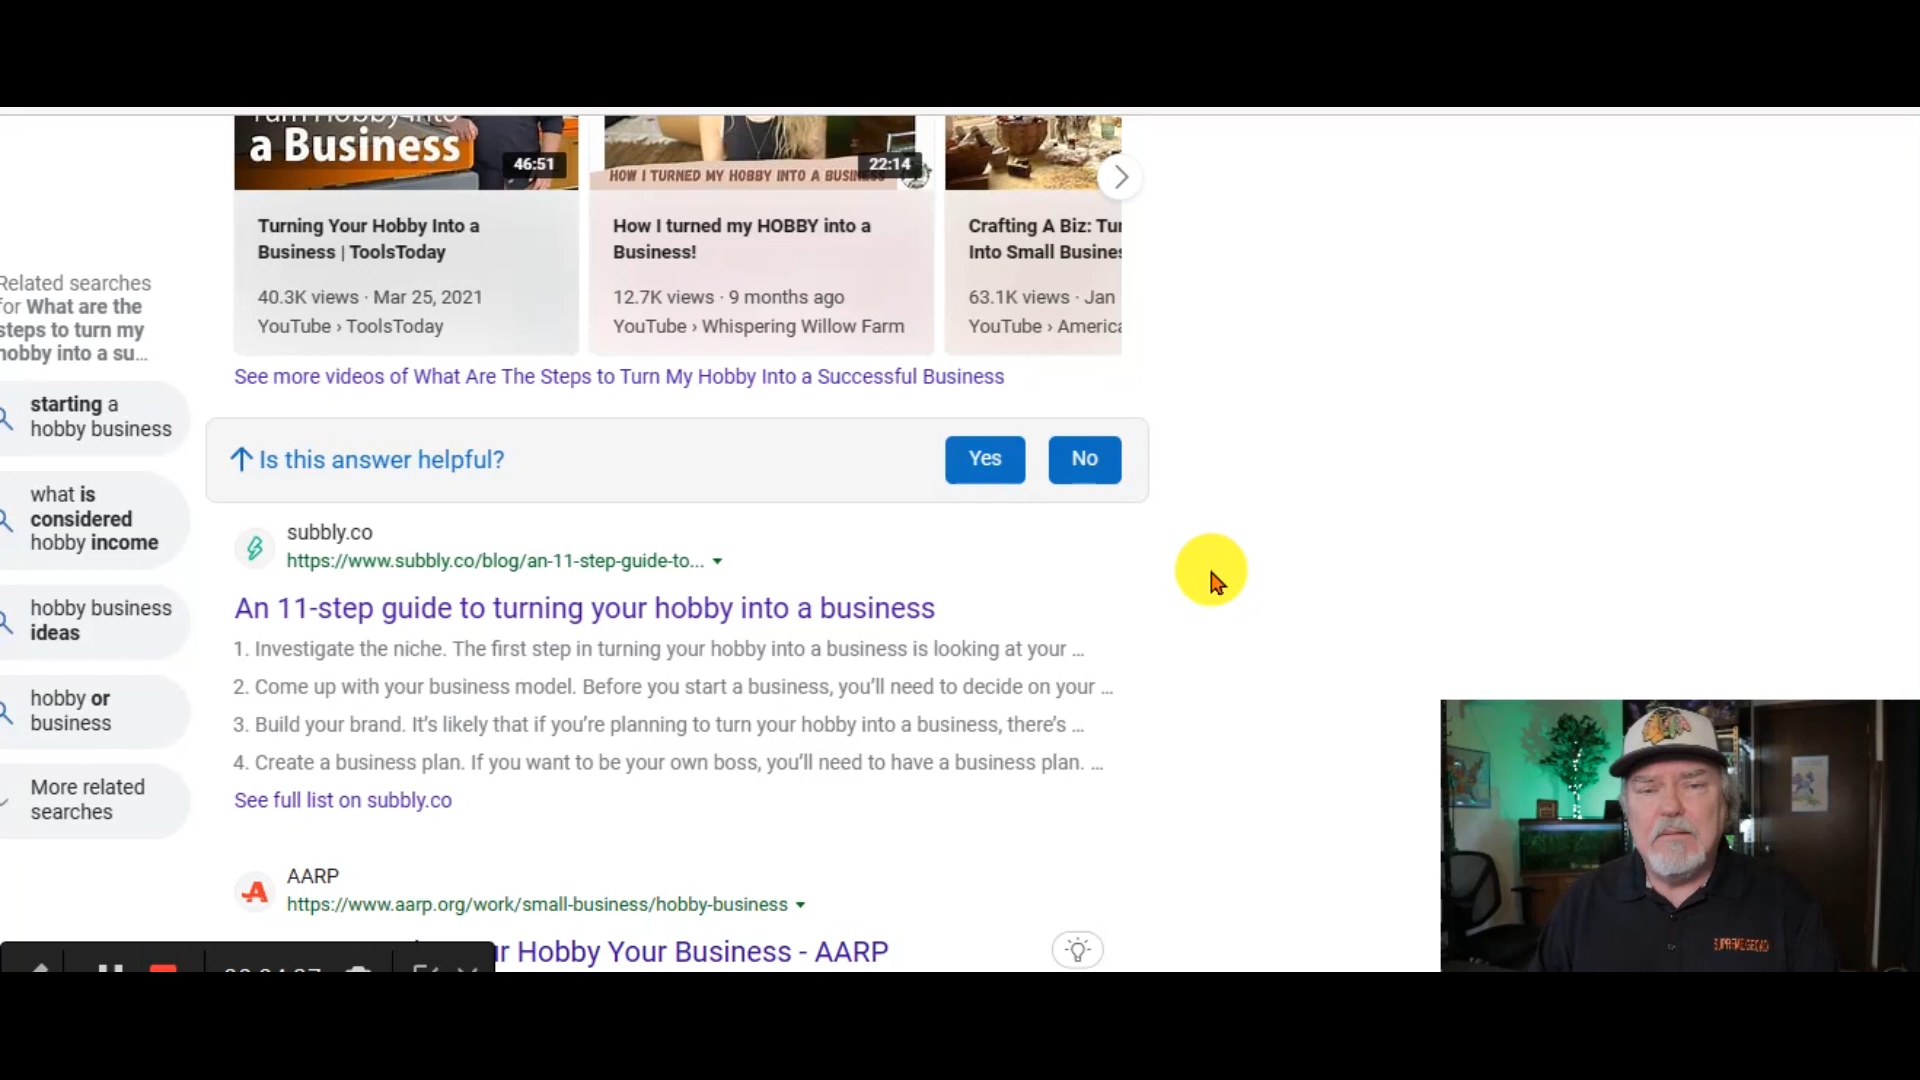 a Business
46:51
HOW I TURNED MY HOBBY INTO A BUSINESS
22:14
Turning Your Hobby Into a
Business | ToolsToday
40.3K views · Mar 25, 2021
YouTube › ToolsToday
How I turned my HOBBY into a
Business!
12.7K views · 9 months ago
YouTube › Whispering Willow Farm
Crafting A Biz: Tur
Into Small Busines
63.1K views · Jan
YouTube › America
See more videos of What Are The Steps to Turn My Hobby Into a Successful Business
Related searches
for What are the
steps to turn my
hobby into a su...
starting a
hobby business
what is
considered
hobby income
hobby business
ideas
hobby or
business
More related
searches
Is this answer helpful?
Yes
No
subbly.co
https://www.subbly.co/blog/an-11-step-guide-to...
An 11-step guide to turning your hobby into a business
1. Investigate the niche. The first step in turning your hobby into a business is looking at your ...
2. Come up with your business model. Before you start a business, you’ll need to decide on your ...
3. Build your brand. It’s likely that if you’re planning to turn your hobby into a business, there’s ...
4. Create a business plan. If you want to be your own boss, you’ll need to have a business plan. ...
See full list on subbly.co
AARP
https://www.aarp.org/work/small-business/hobby-business
Hobby Your Business - AARP
SUPREME GECKO